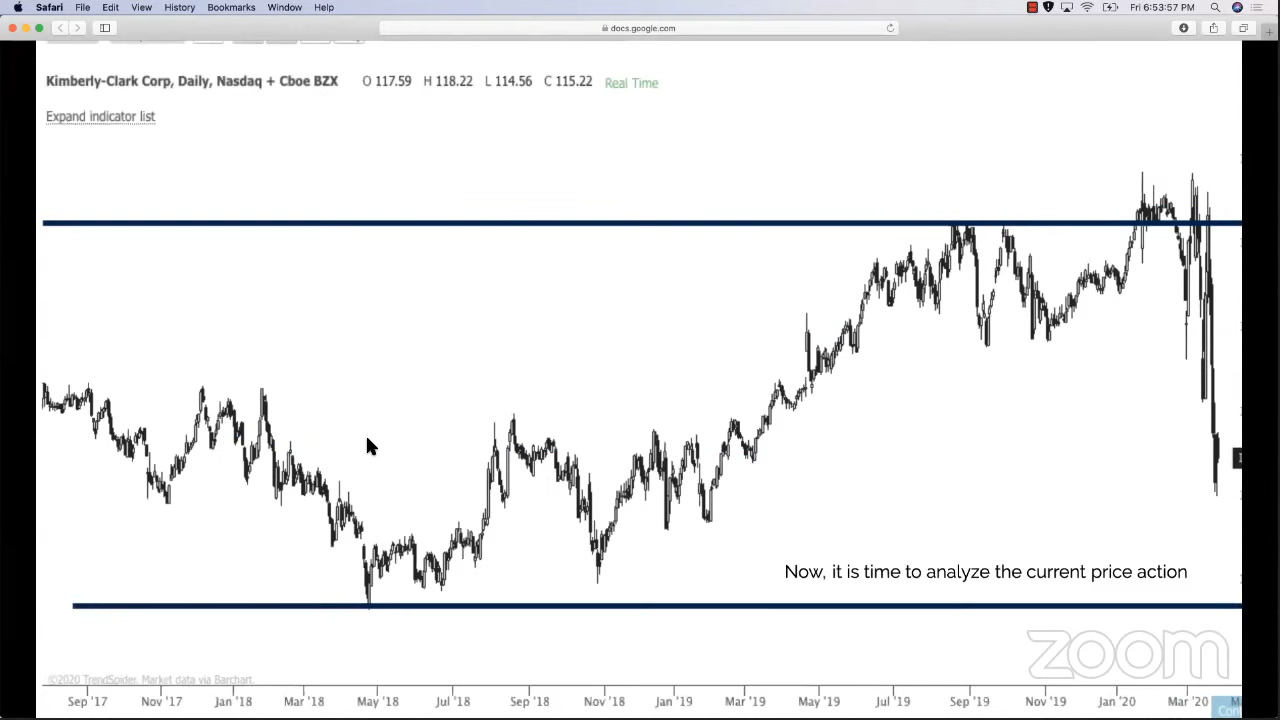 Safari File Edit View History Bookmarks Window Help Fri 6:53:57 PM
docs.google.com
Kimberly-Clark Corp, Daily, Nasdaq + Cboe BZX O 117.59 H 118.22 L 114.56 C 115.22 Real Time
Expand indicator list
Now, it is time to analyze the current price action
zoom
©2020 TrendSpider. Market data via Barchart.
Sep '17 Nov '17 Jan '18 Mar '18 May '18 Jul '18 Sep '18 Nov '18 Jan '19 Mar '19 May '19 Jul '19 Sep '19 Nov '19 Jan '20 Mar '20